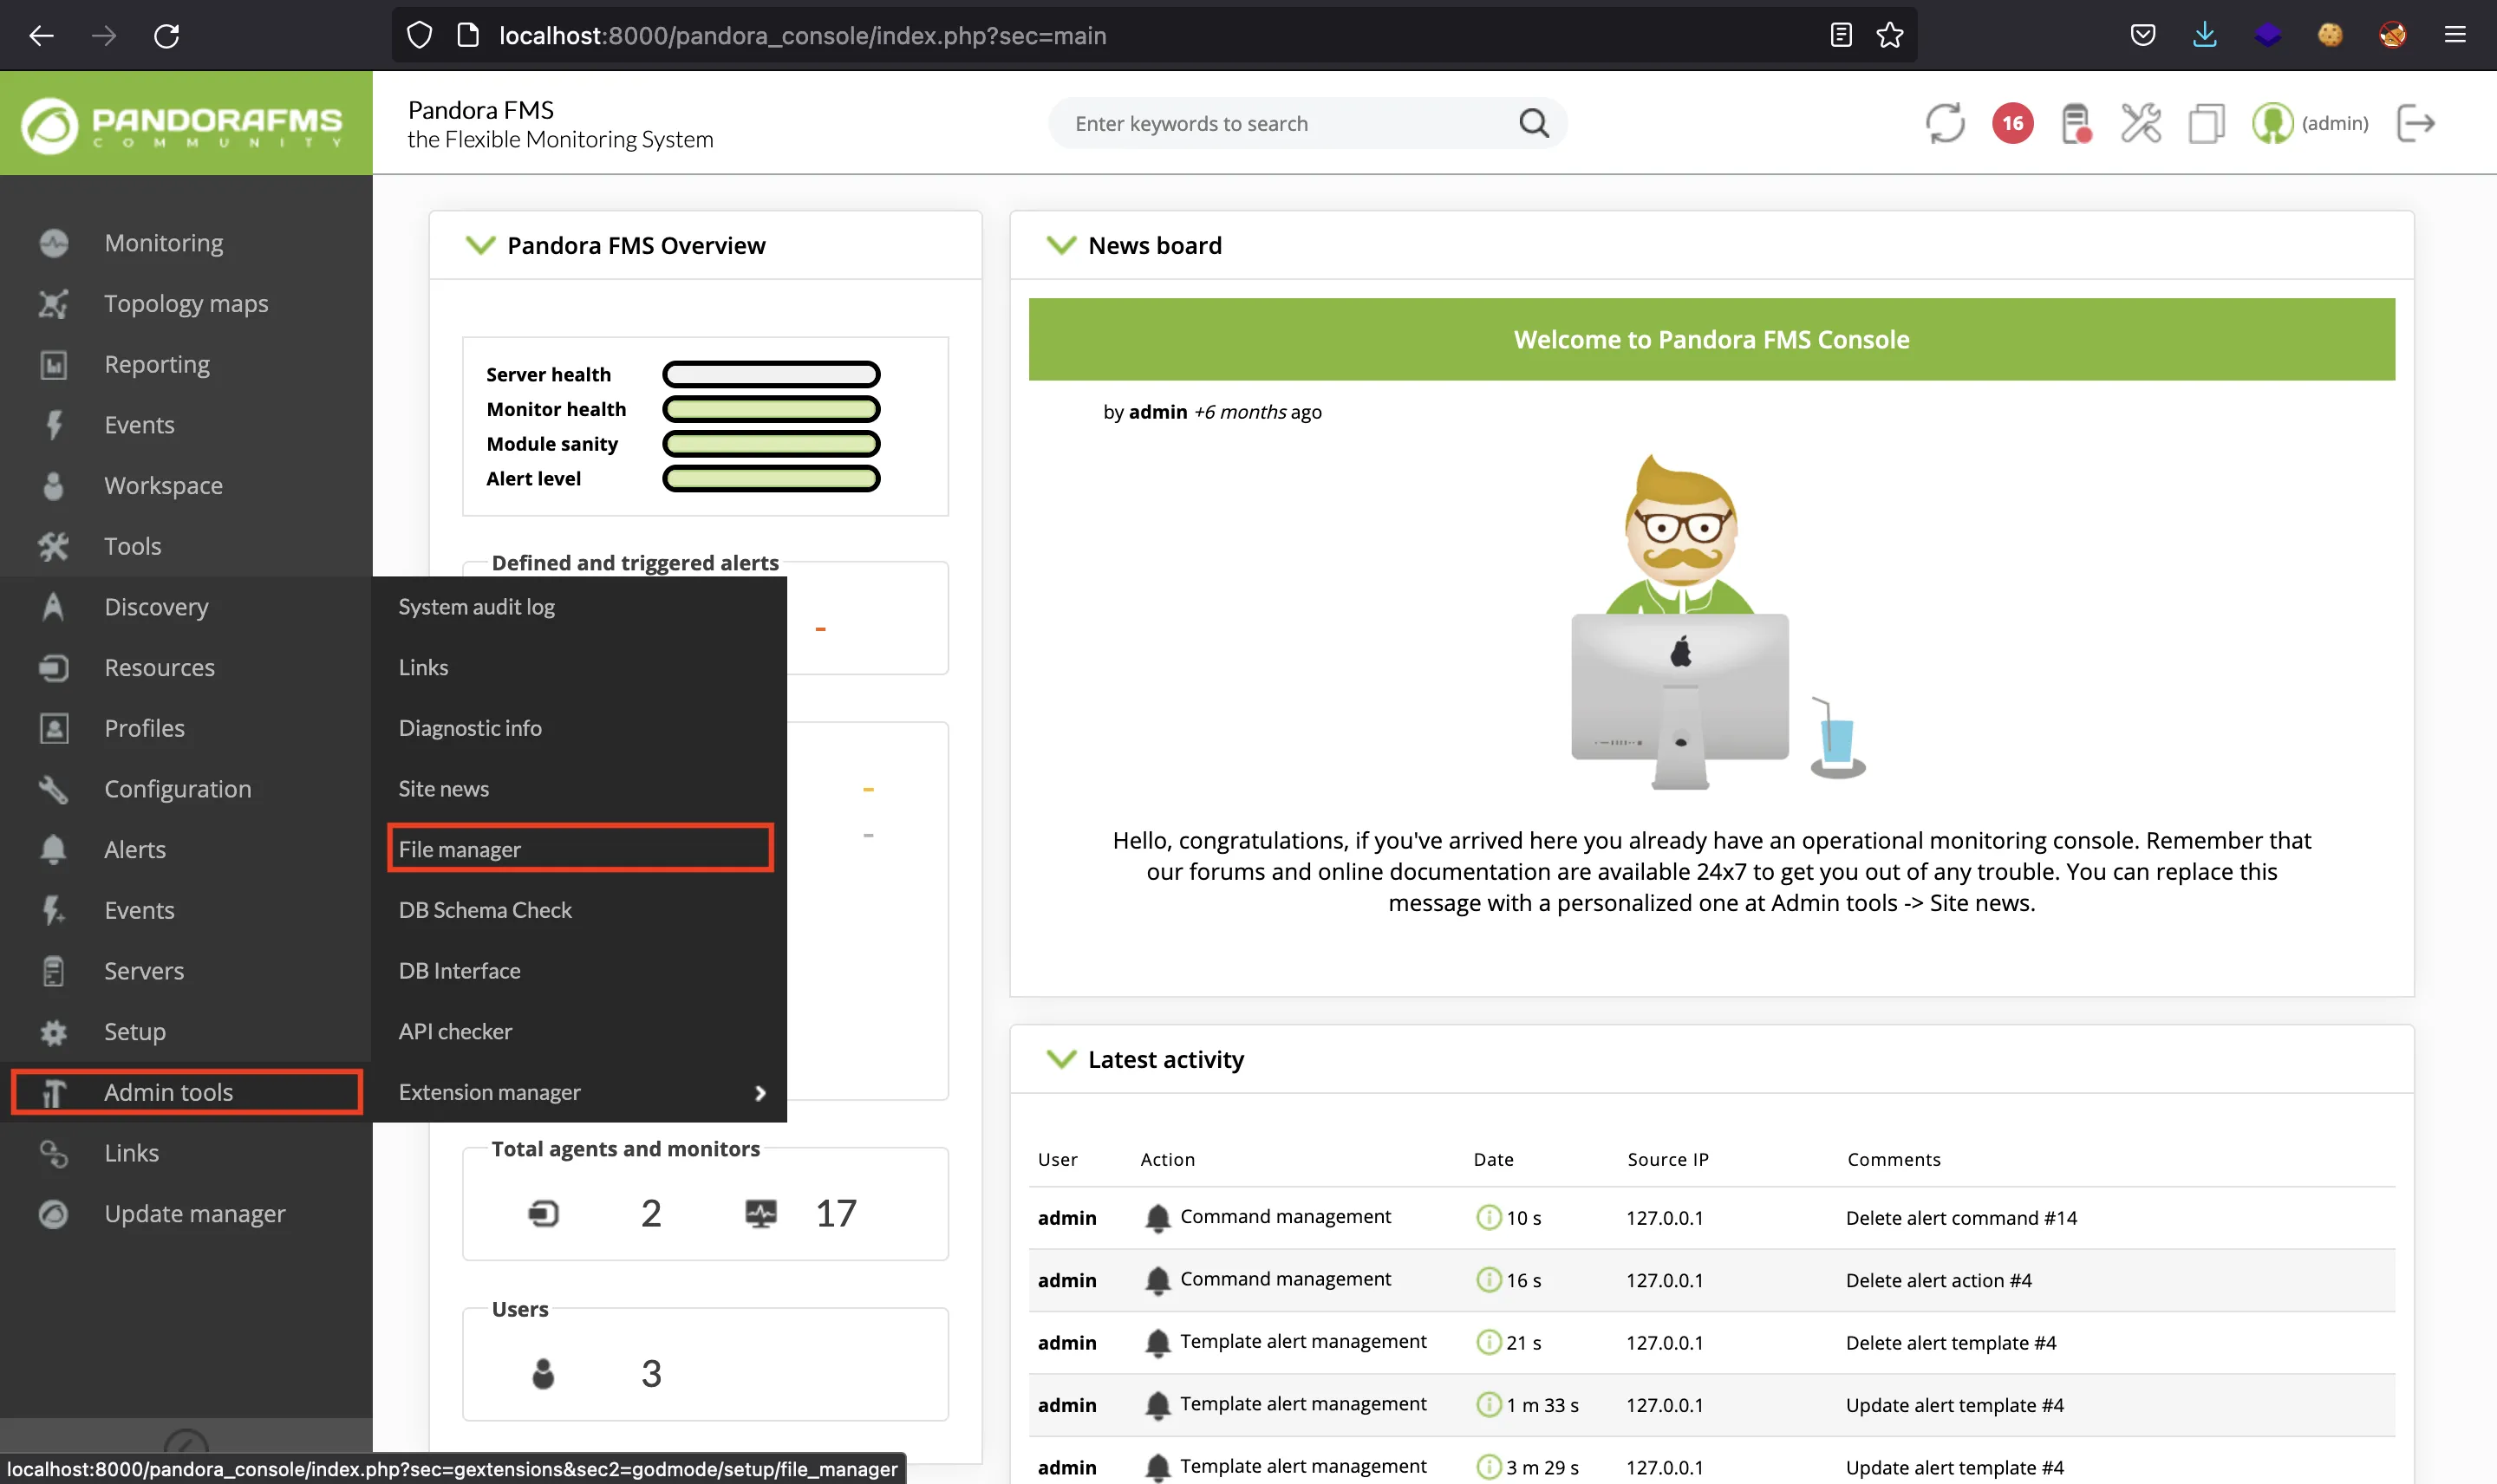 localhost:8000/pandora_console/index.php?sec=main
PANDORAFMS
COMMUNITY
Pandora FMS
the Flexible Monitoring System
Enter keywords to search
16
(admin)
Monitoring
Topology maps
Reporting
Events
Workspace
Tools
Discovery
Resources
Profiles
Configuration
Alerts
Events
Servers
Setup
Admin tools
Links
Update manager
System audit log
Links
Diagnostic info
Site news
File manager
DB Schema Check
DB Interface
API checker
Extension manager
Pandora FMS Overview
Server health
Monitor health
Module sanity
Alert level
Defined and triggered alerts
-
-
-
Total agents and monitors
2 17
Users
3
News board
Welcome to Pandora FMS Console
by admin +6 months ago
Hello, congratulations, if you've arrived here you already have an operational monitoring console. Remember that
our forums and online documentation are available 24x7 to get you out of any trouble. You can replace this
message with a personalized one at Admin tools -> Site news.
Latest activity
User Action Date Source IP Comments
admin Command management 10 s 127.0.0.1 Delete alert command #14
admin Command management 16 s 127.0.0.1 Delete alert action #4
admin Template alert management 21 s 127.0.0.1 Delete alert template #4
admin Template alert management 1 m 33 s 127.0.0.1 Update alert template #4
admin Template alert management 3 m 29 s 127.0.0.1 Update alert template #4
localhost:8000/pandora_console/index.php?sec=gextensions&sec2=godmode/setup/file_manager